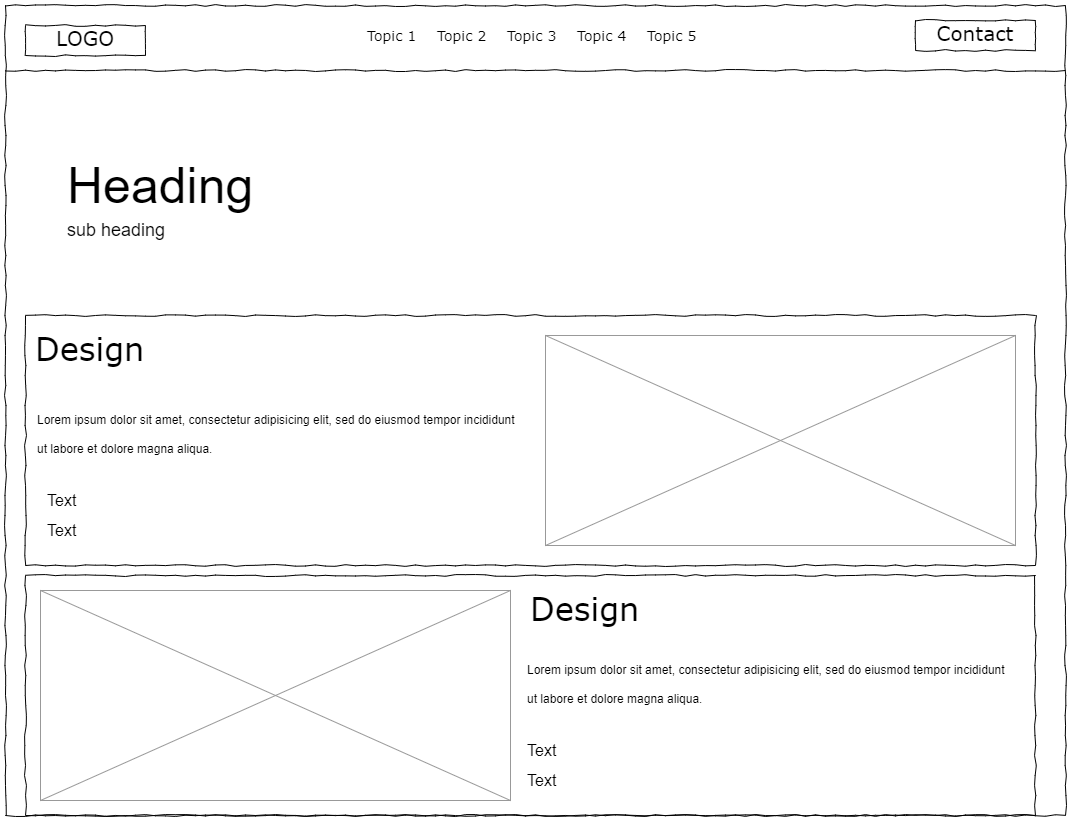 LOGO
Topic 1 Topic 2 Topic 3 Topic 4 Topic 5
Contact
Heading
sub heading
Design
Lorem ipsum dolor sit amet, consectetur adipisicing elit, sed do eiusmod tempor incididunt
ut labore et dolore magna aliqua.
Text
Text
Design
Lorem ipsum dolor sit amet, consectetur adipisicing elit, sed do eiusmod tempor incididunt
ut labore et dolore magna aliqua.
Text
Text